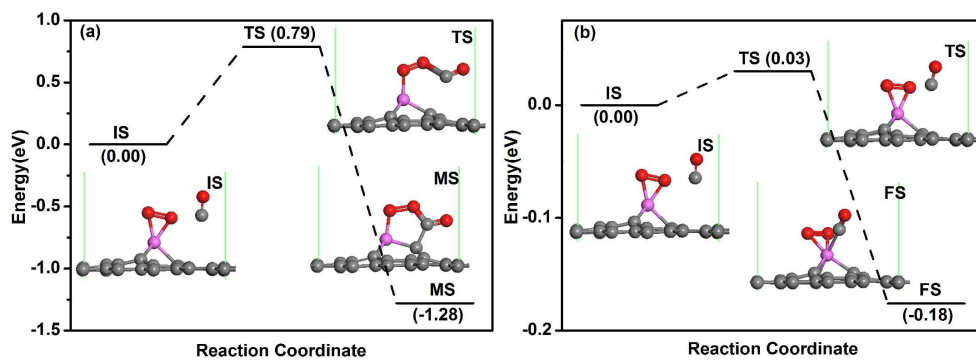 (a)
TS (0.79)
TS
IS
(0.00)
IS
MS
MS
(-1.28)
1.0
0.5
0.0
-0.5
-1.0
-1.5
Energy(eV)
Reaction Coordinate
(b)
TS (0.03)
TS
IS
(0.00)
IS
FS
FS
(-0.18)
0.0
-0.1
-0.2
Energy(eV)
Reaction Coordinate